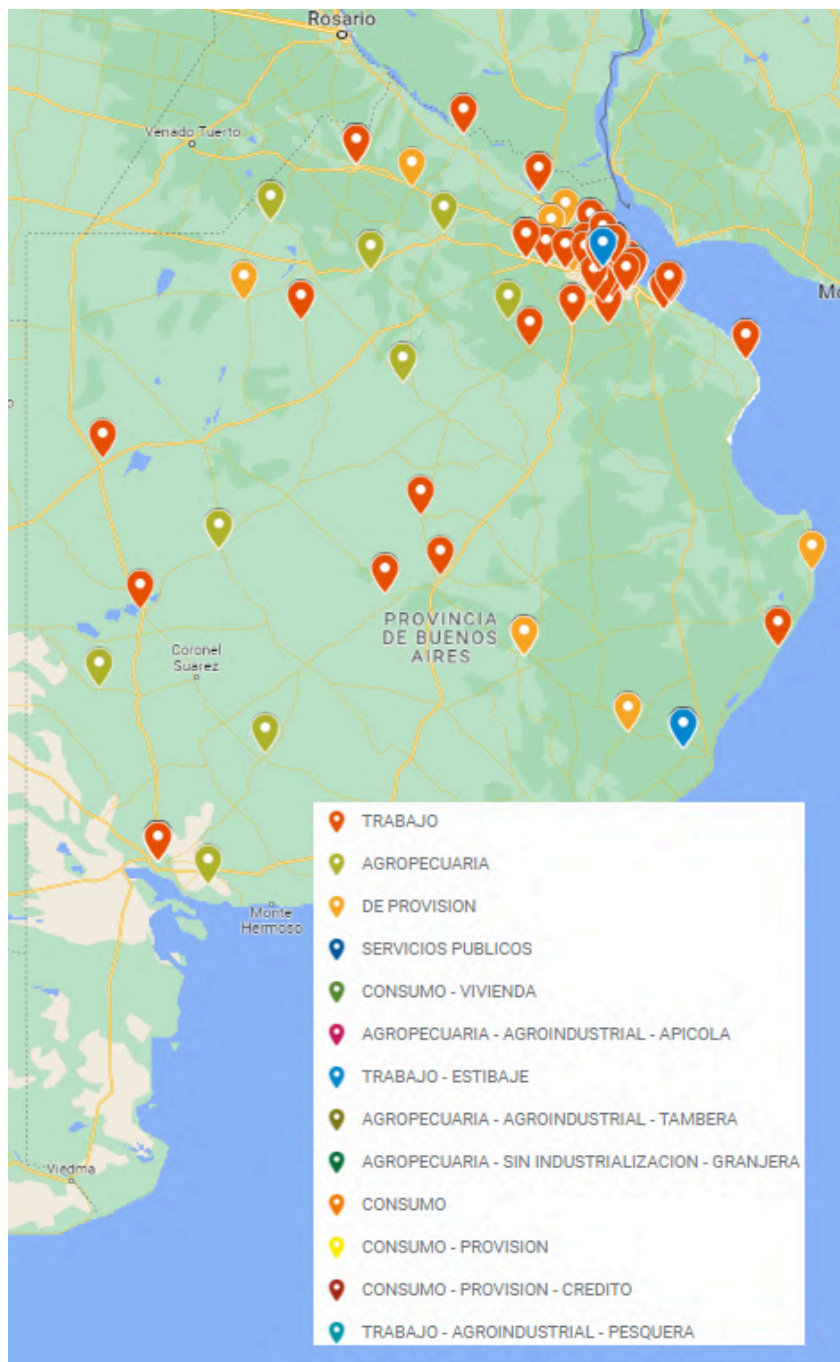 Rosario
Venado Tuerto
Mo
PROVINCIA
DE BUENOS
AIRES
Coronel
Suarez
Monte
Hermoso
Viedma
TRABAJO
AGROPECUARIA
DE PROVISION
SERVICIOS PUBLICOS
CONSUMO - VIVIENDA
AGROPECUARIA - AGROINDUSTRIAL - APICOLA
TRABAJO - ESTIBAJE
AGROPECUARIA - AGROINDUSTRIAL - TAMBERA
AGROPECUARIA - SIN INDUSTRIALIZACION - GRANJERA
CONSUMO
CONSUMO - PROVISION
CONSUMO - PROVISION - CREDITO
TRABAJO - AGROINDUSTRIAL - PESQUERA